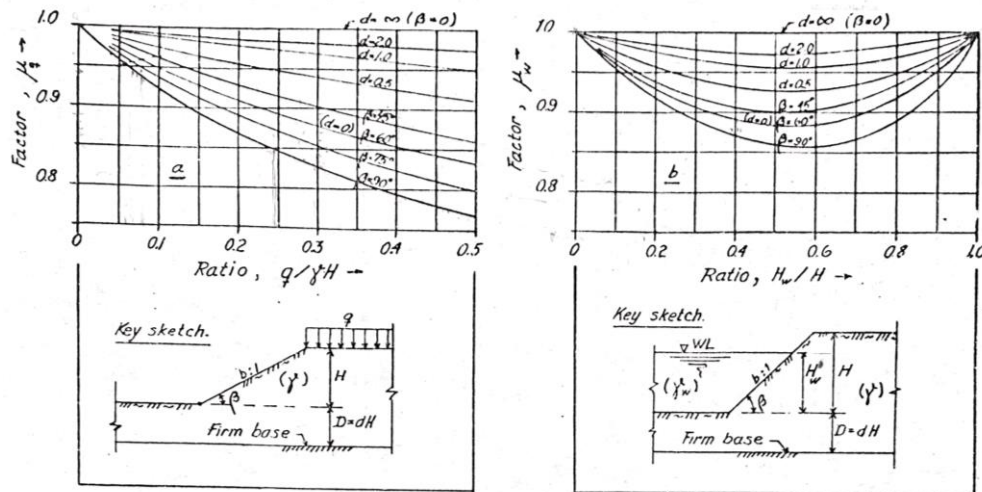 d=∞ (β=0)
1.0
d=2.0
d=1.0
d=0.5
0.9
β=45°
(d=0)
β=60°
β=75°
β=90°
0.8
a
Factor, μq →
0 0.1 0.2 0.3 0.4 0.5
Ratio, q/γH →
Key sketch.
q
b:1
(γ)
H
β
D=dH
Firm base
d=∞ (β=0)
1.0
d=2.0
d=1.0
d=0.5
0.9
β=45°
(d=0)
β=60°
β=90°
0.8
b
Factor, μw →
0 0.2 0.4 0.6 0.8 1.0
Ratio, Hw/H →
Key sketch.
WL
(γw)
b:1
Hw
H
(γ)
β
D=dH
Firm base